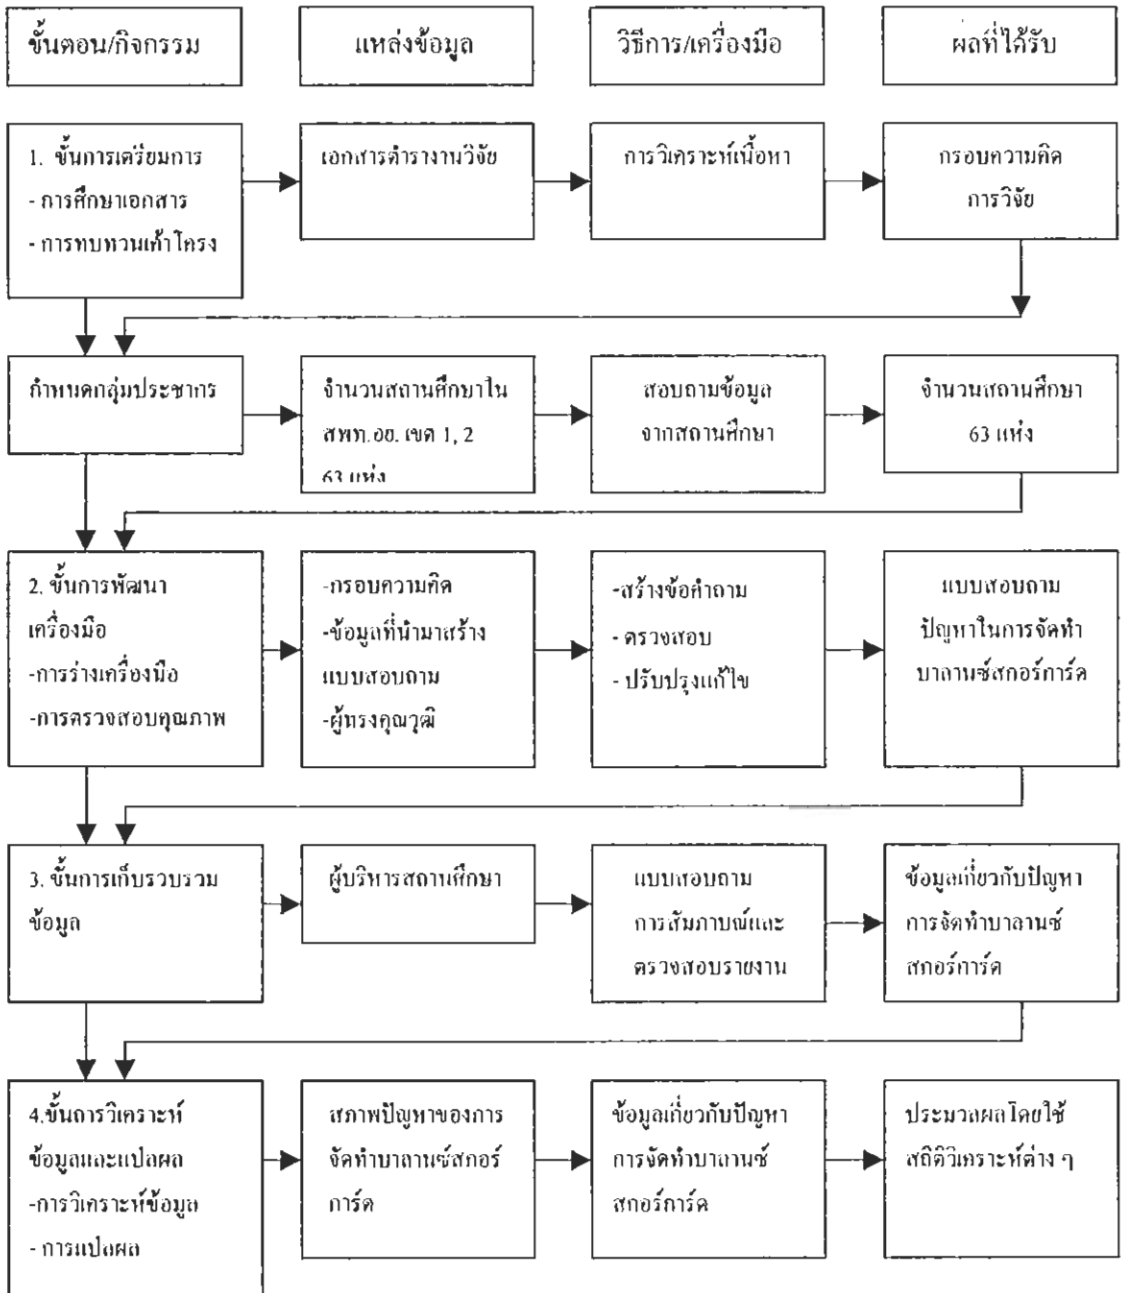 ขั้นตอน/กิจกรรม
แหล่งข้อมูล
วิธีการ/เครื่องมือ
ผลที่ได้รับ
1. ขั้นการเตรียมการ
- การศึกษาเอกสาร
- การทบทวนเค้าโครง
เอกสารตำรางานวิจัย
การวิเคราะห์เนื้อหา
กรอบความคิด
การวิจัย
กำหนดกลุ่มประชากร
จำนวนสถานศึกษาใน
สพท.อย. เขต 1, 2
63 แห่ง
สอบถามข้อมูล
จากสถานศึกษา
จำนวนสถานศึกษา
63 แห่ง
2. ขั้นการพัฒนา
เครื่องมือ
-การร่างเครื่องมือ
-การตรวจสอบคุณภาพ
-กรอบความคิด
-ข้อมูลที่นำมาสร้าง
แบบสอบถาม
-ผู้ทรงคุณวุฒิ
-สร้างข้อคำถาม
- ตรวจสอบ
- ปรับปรุงแก้ไข
แบบสอบถาม
ปัญหาในการจัดทำ
บาลานซ์สกอร์การ์ด
3. ขั้นการเก็บรวบรวม
ข้อมูล
ผู้บริหารสถานศึกษา
แบบสอบถาม
การสัมภาษณ์และ
ตรวจสอบรายงาน
ข้อมูลเกี่ยวกับปัญหา
การจัดทำบาลานซ์
สกอร์การ์ด
4.ขั้นการวิเคราะห์
ข้อมูลและแปลผล
-การวิเคราะห์ข้อมูล
- การแปลผล
สภาพปัญหาของการ
จัดทำบาลานซ์สกอร์
การ์ด
ข้อมูลเกี่ยวกับปัญหา
การจัดทำบาลานซ์
สกอร์การ์ด
ประมวลผลโดยใช้
สถิติวิเคราะห์ต่าง ๆ